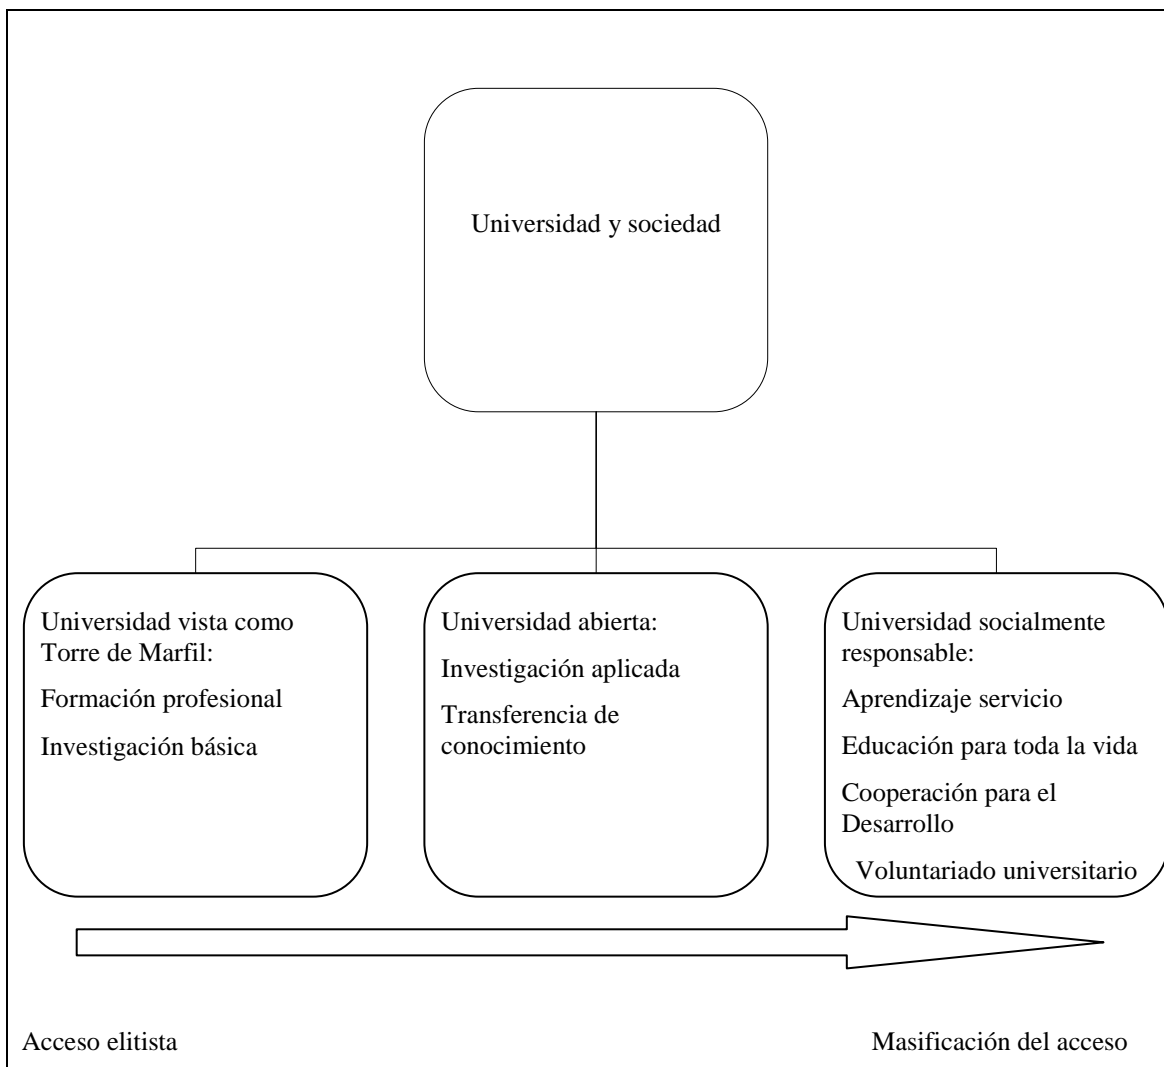 Universidad y sociedad
Universidad vista como
Torre de Marfil:
Formación profesional
Investigación básica
Universidad abierta:
Investigación aplicada
Transferencia de
conocimiento
Universidad socialmente
responsable:
Aprendizaje servicio
Educación para toda la vida
Cooperación para el
Desarrollo
Voluntariado universitario
Acceso elitista
Masificación del acceso